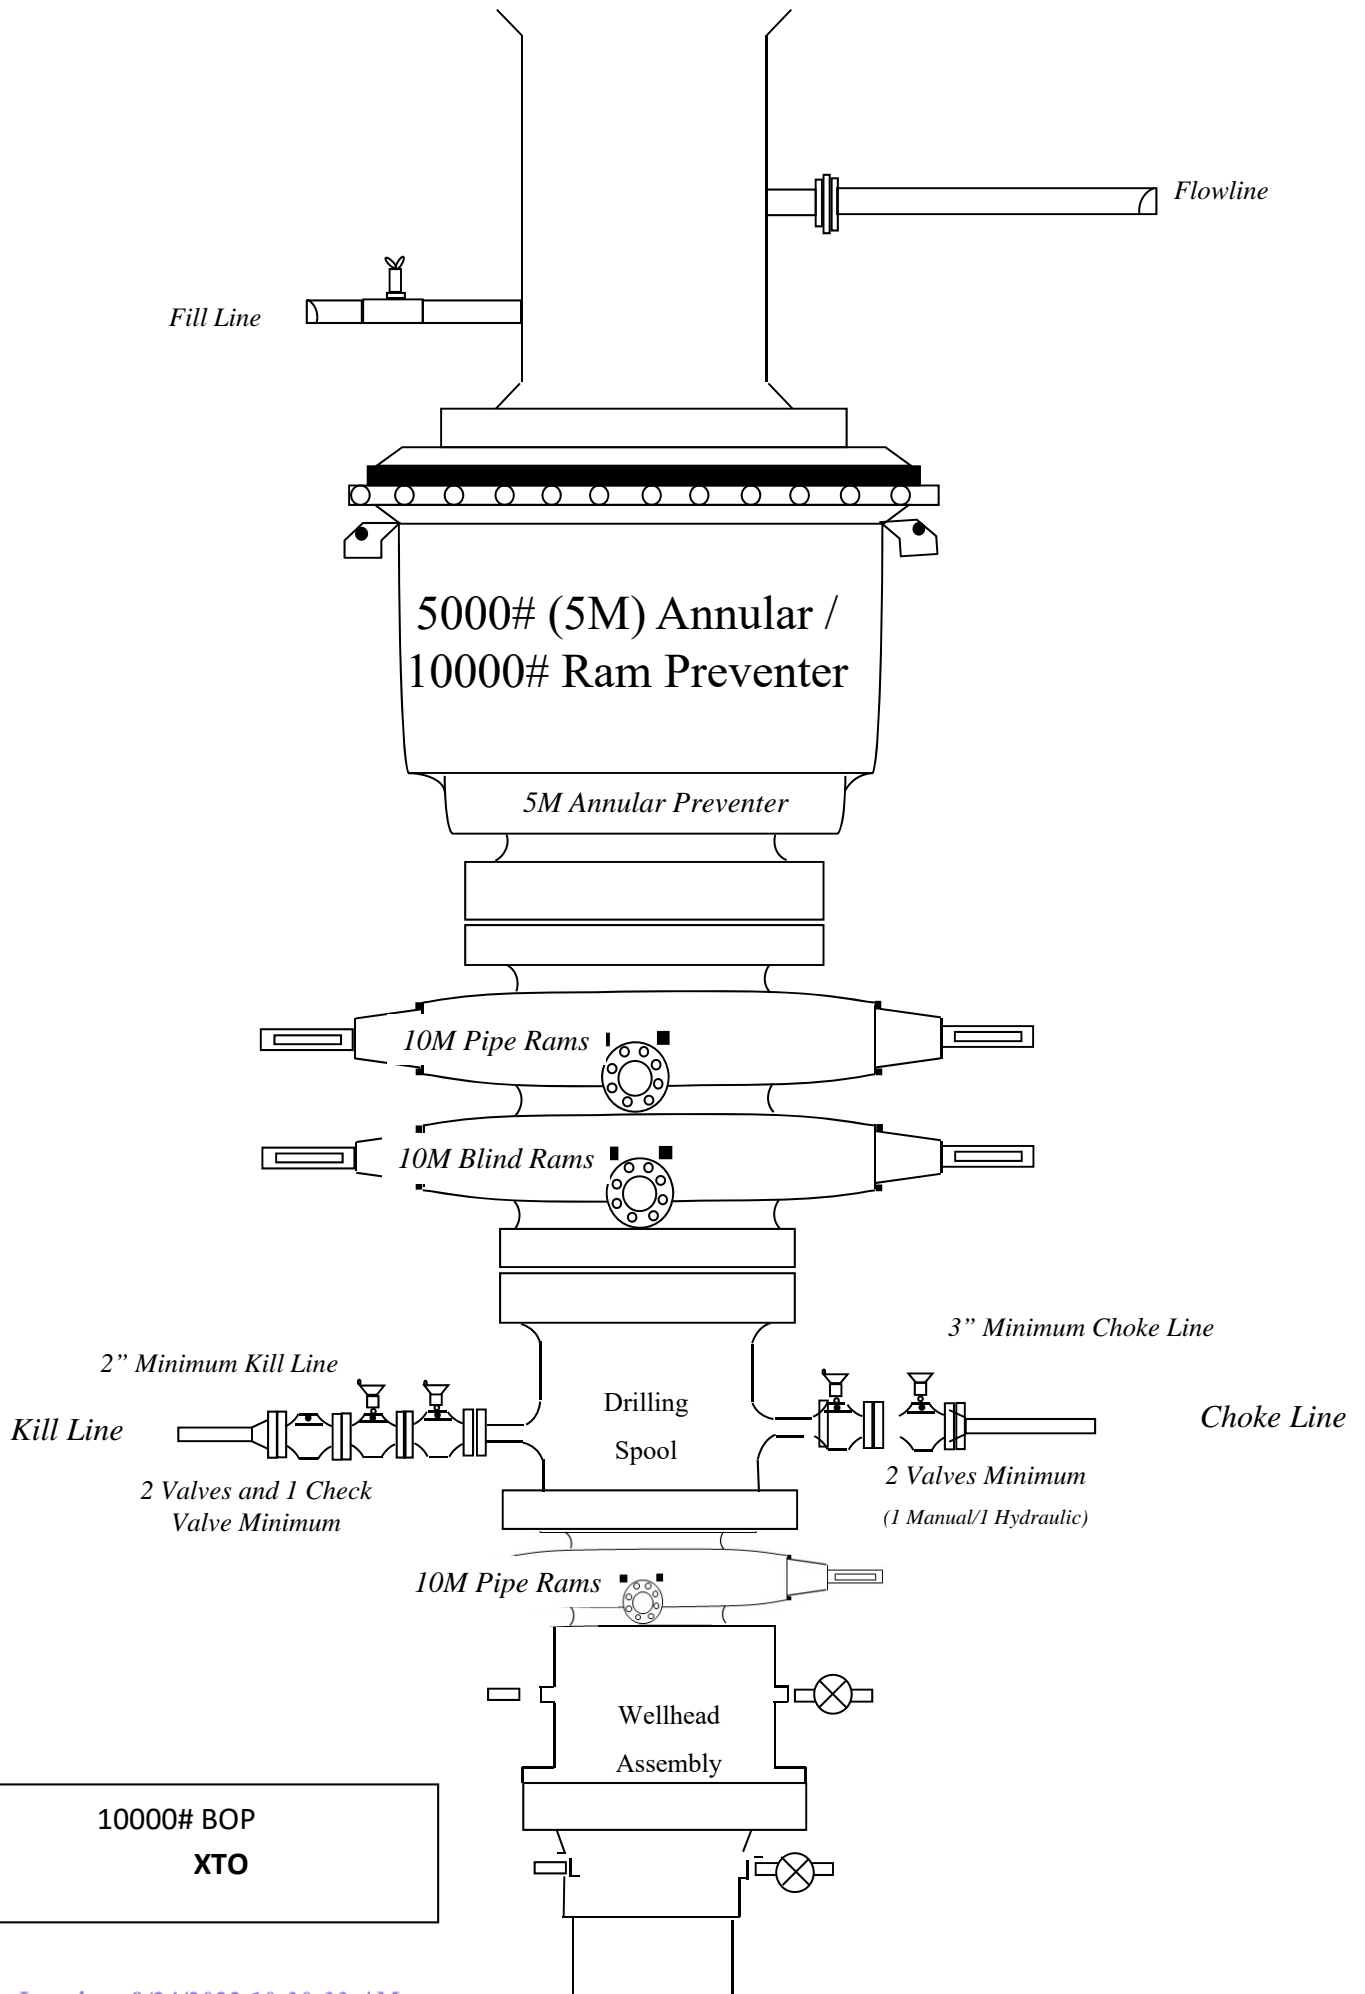 Flowline
Fill Line
5000# (5M) Annular /
10000# Ram Preventer
5M Annular Preventer
10M Pipe Rams
10M Blind Rams
3” Minimum Choke Line
2” Minimum Kill Line
Drilling
Spool
Kill Line
Choke Line
2 Valves and 1 Check
Valve Minimum
2 Valves Minimum
(1 Manual/1 Hydraulic)
10M Pipe Rams
Wellhead
Assembly
10000# BOP
XTO